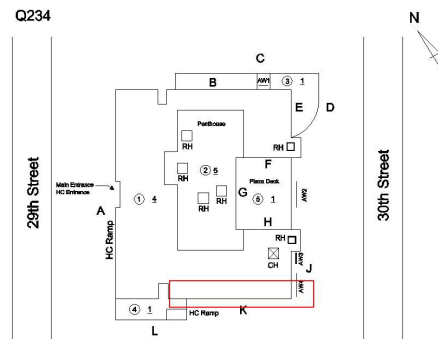 Q234
N
C
B
AW1
3 1
E
D
Penthouse
RH
RH
F
RH
Main Entrance
HC Entrance
2 5
Plaza Deck
29th Street
A
1 4
G
AW2
30th Street
RH
RH
5 1
HC Ramp
H
RH
CH
AW3
J
AW4
K
4 1
HC Ramp
L